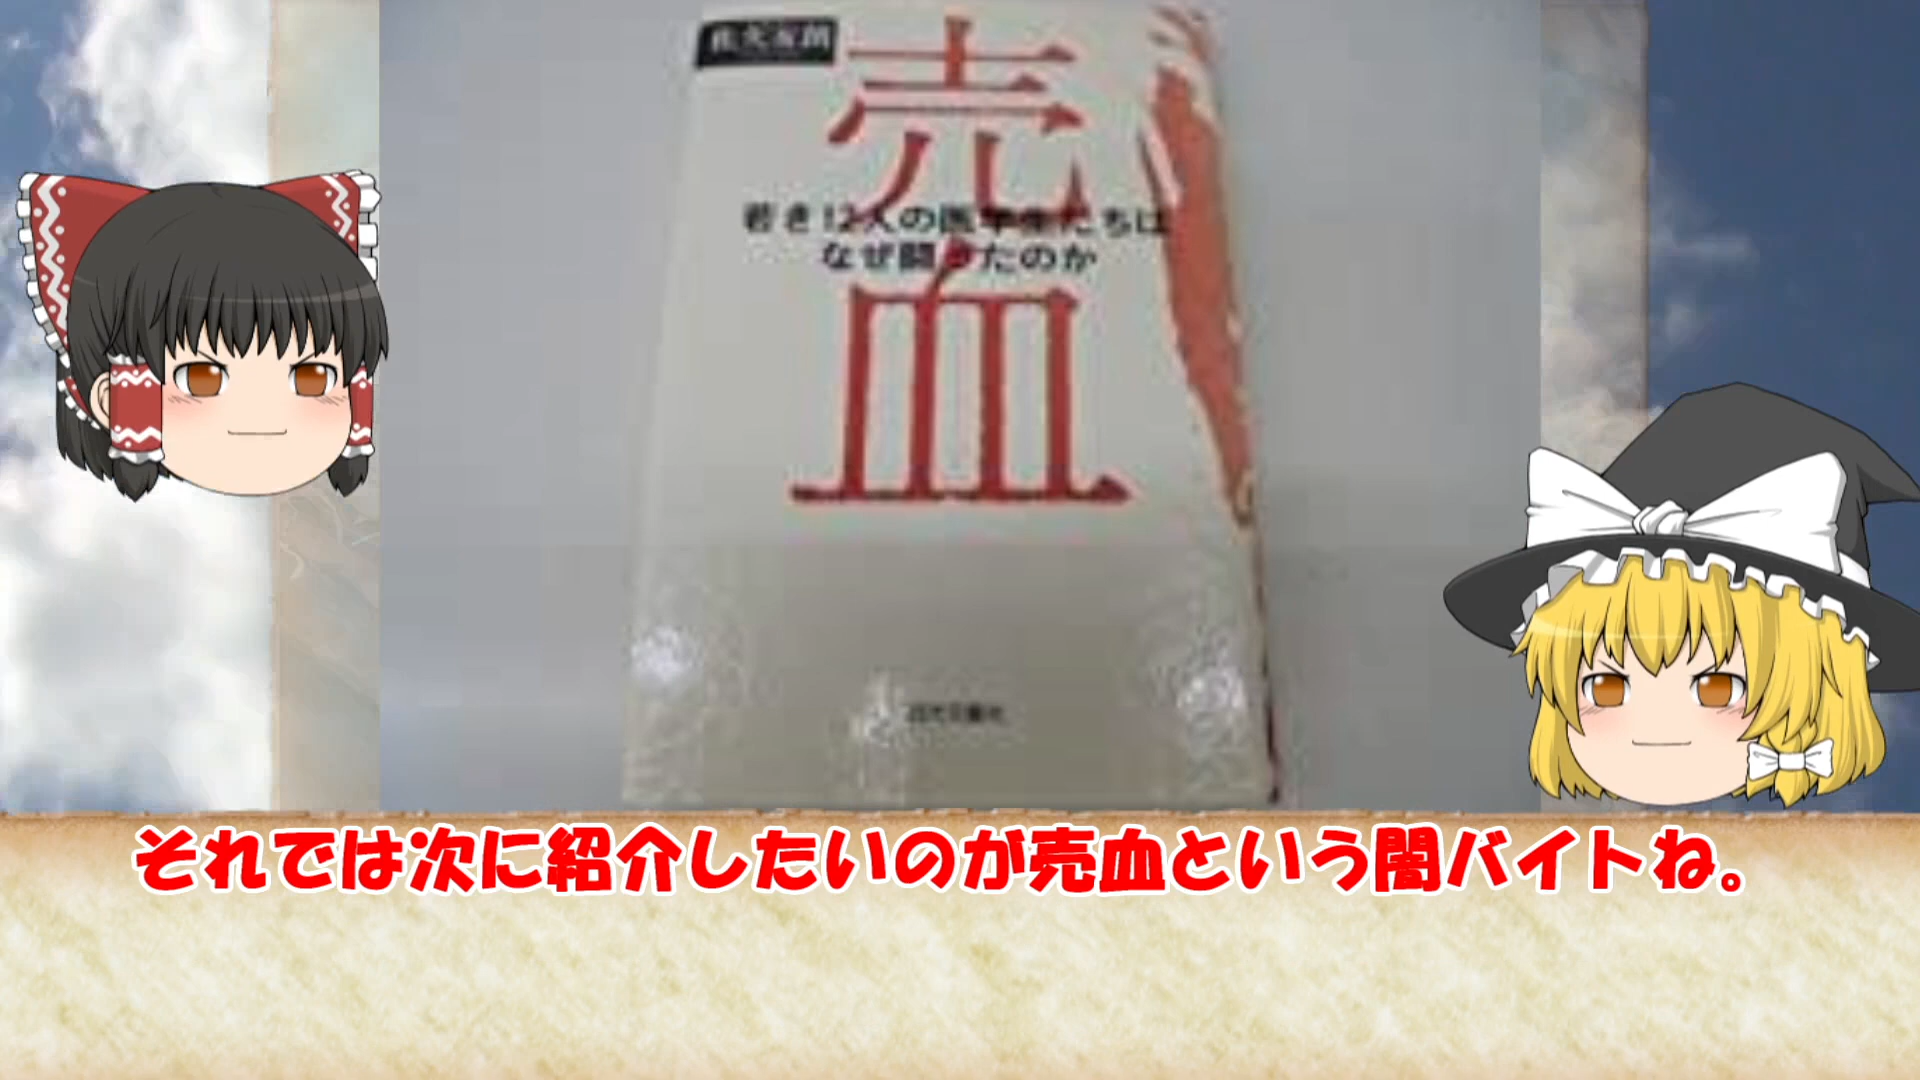 売血
若き12人の医学生たちは
なぜ闘ったのか
それでは次に紹介したいのが売血という闇バイトね。